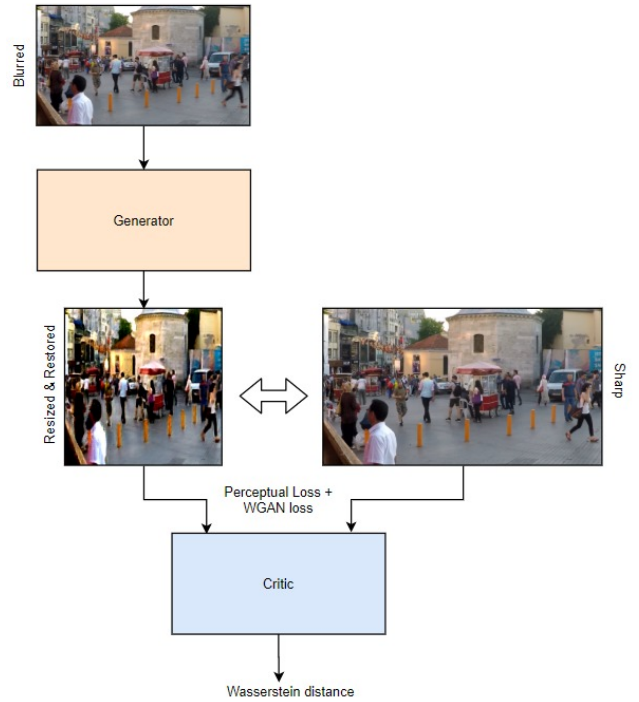 Blurred
Generator
Resized & Restored
Sharp
Perceptual Loss +
WGAN loss
Critic
Wasserstein distance